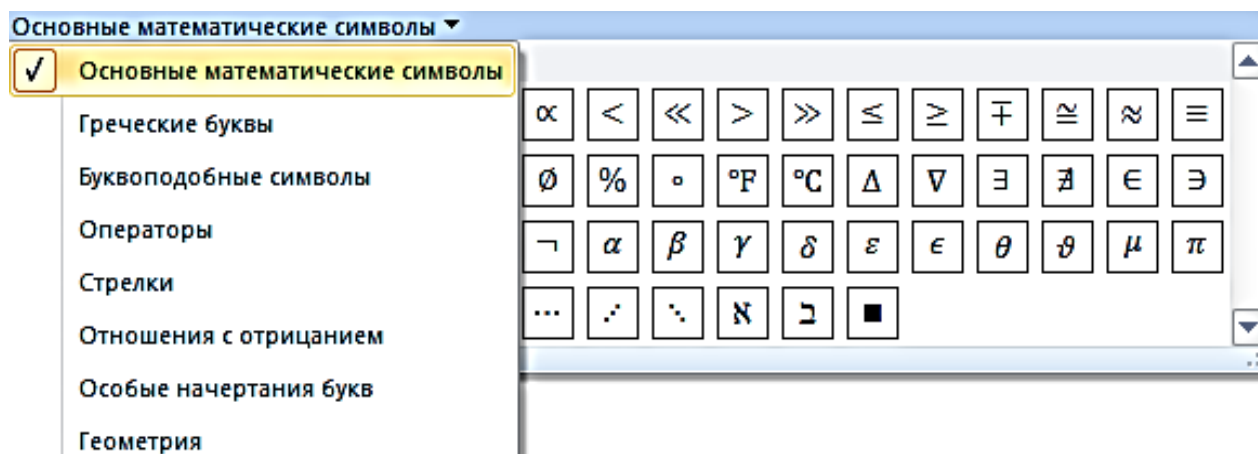 Основные математические символы ▼
✓ Основные математические символы
Греческие буквы
Буквоподобные символы
Операторы
Стрелки
Отношения с отрицанием
Особые начертания букв
Геометрия
∝ < ≪ > ≫ ≤ ≥ ∓ ≅ ≈ ≡
∅ % ° °F °C ∆ ∇ ∃ ∄ ∈ ∋
¬ α β γ δ ε ϵ θ ϑ μ π
⋯ ⋰ ⋱ ℵ ℶ ∎